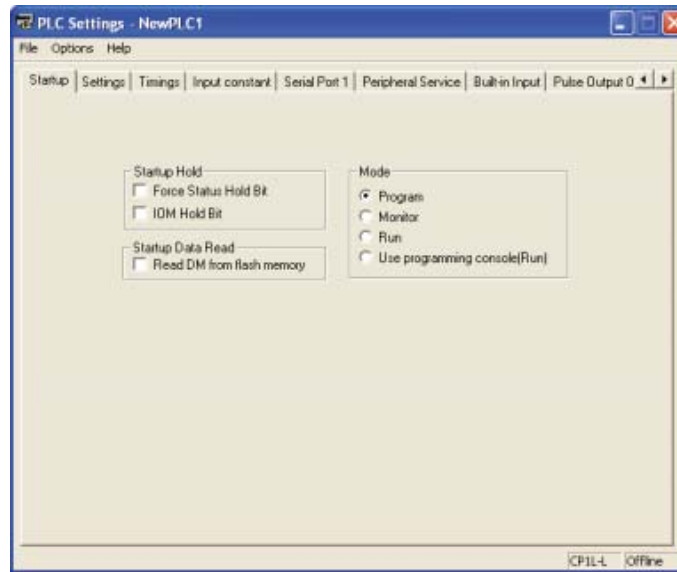 PLC Settings - NewPLC1
File Options Help
Startup Settings Timings Input constant Serial Port 1 Peripheral Service Built-in Input Pulse Output 0
Startup Hold
Force Status Hold Bit
IOM Hold Bit
Startup Data Read
Read DM from flash memory
Mode
Program
Monitor
Run
Use programming console(Run)
CP1L-L Offline